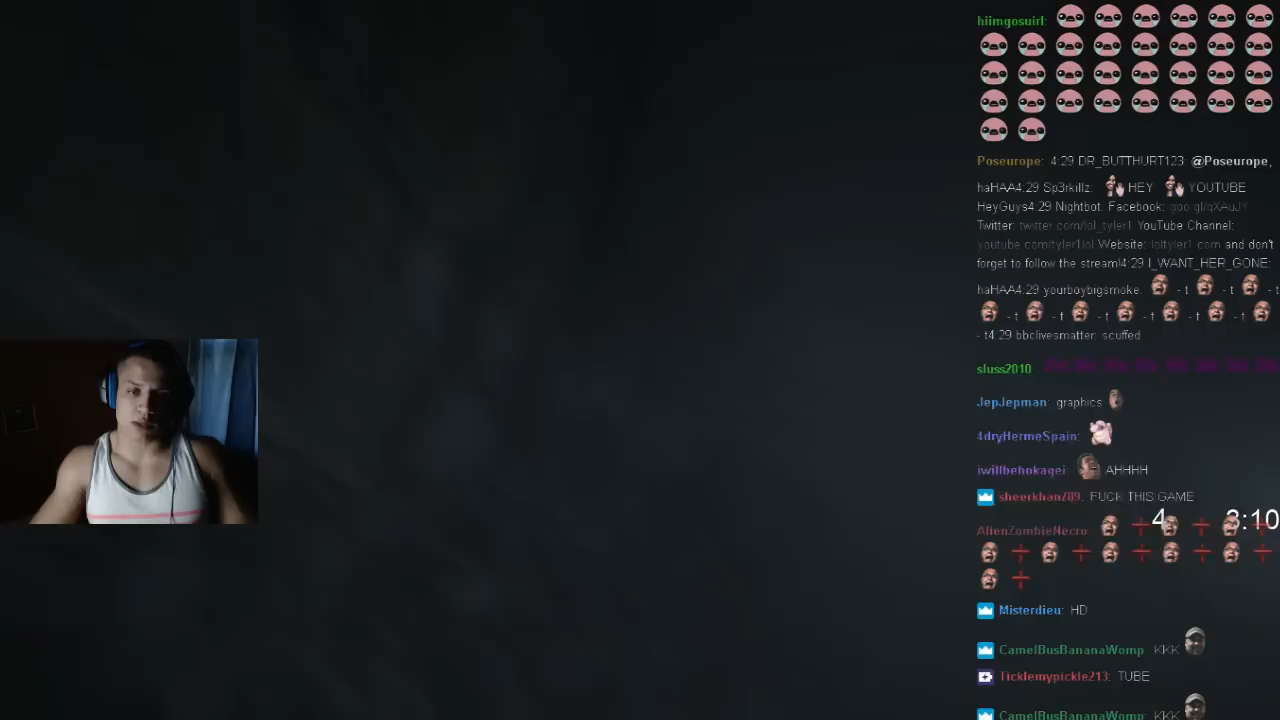 hiimgosuirl:
Poseurope: 4:29 DR_BUTTHURT123: @Poseurope,
haHAA4:29 Sp3rkillz: HEY YOUTUBE
HeyGuys4:29 Nightbot: Facebook: goo.gl/qXAuJY
Twitter: twitter.com/lol_tyler1 YouTube Channel:
youtube.com/tyler1lol Website: loltyler1.com and don't
forget to follow the stream!4:29 I_WANT_HER_GONE:
haHAA4:29 yourboybigsmoke: - t - t - t
- t - t - t - t - t - t
- t4:29 bbclivesmatter: scuffed
sluss2010
JepJepman: graphics
4dryHermeSpain:
iwillbehokagei AHHHH
sheerkhan789: FUCK THIS GAME
4 3:10
AlienZombieNecro
Misterdieu: HD
CamelBusBananaWomp KKK
Ticklemypickle213: TUBE
CamelBusBananaWomp: KKK